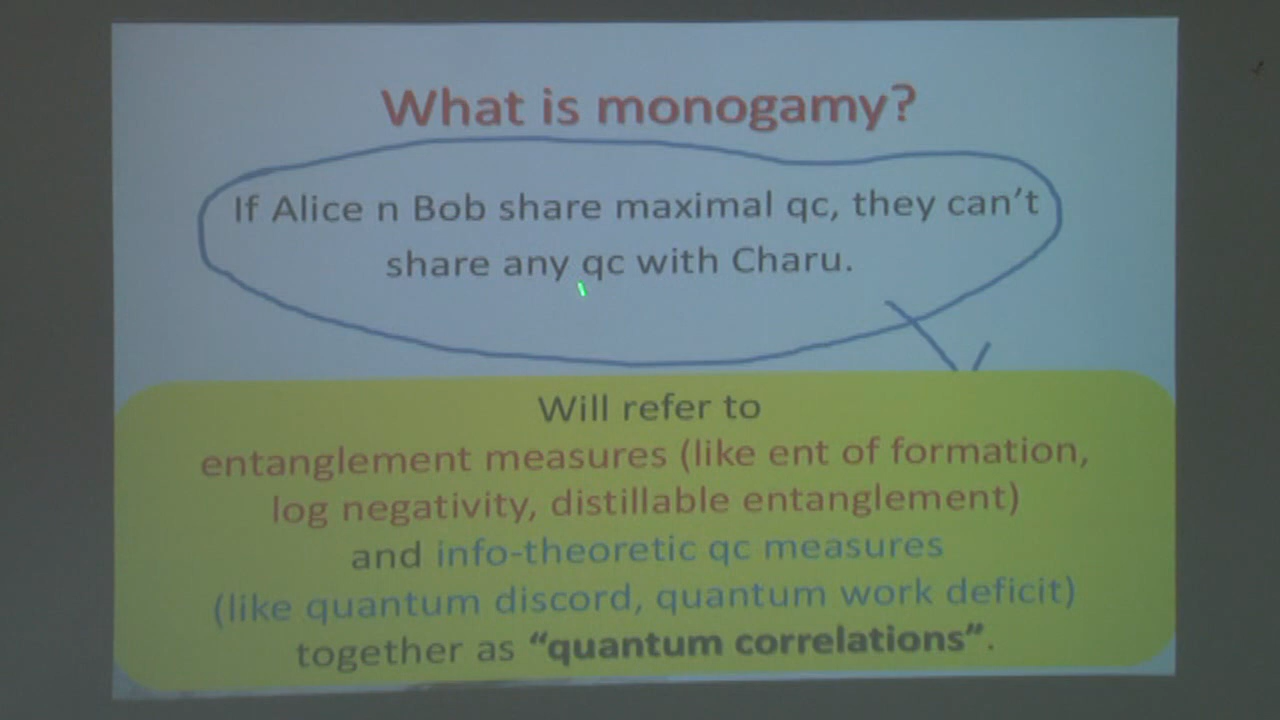 What is monogamy?
If Alice n Bob share maximal qc, they can't
share any qc with Charu.
Will refer to
entanglement measures (like ent of formation,
log negativity, distillable entanglement)
and info-theoretic qc measures
(like quantum discord, quantum work deficit)
together as “quantum correlations”.